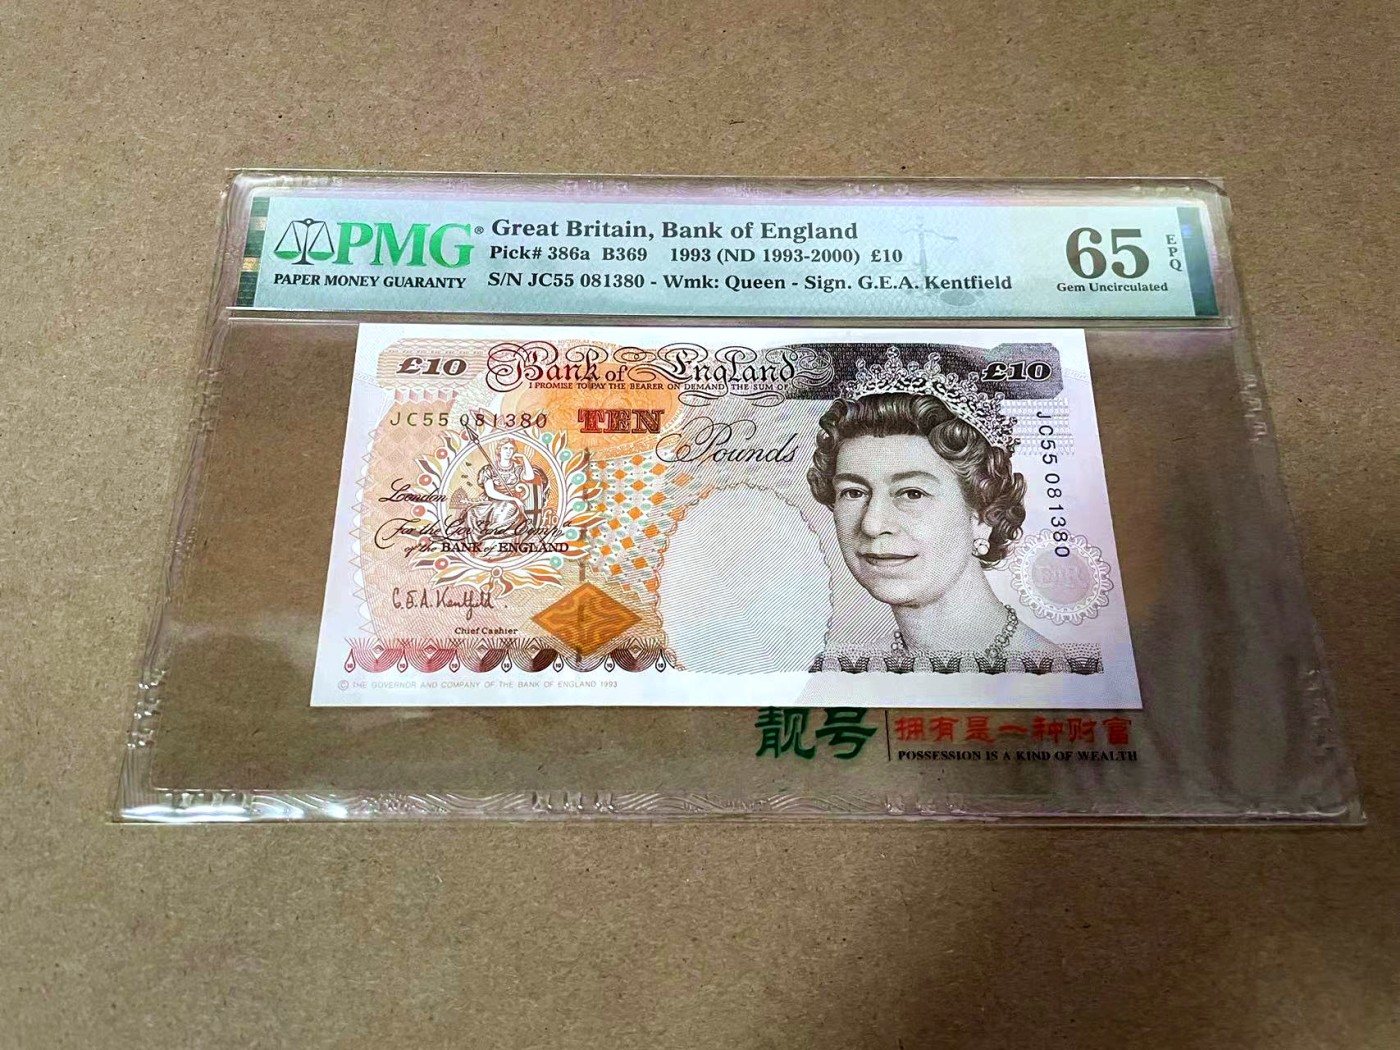 PMG®
PAPER MONEY GUARANTY
Great Britain, Bank of England
Pick# 386a B369 1993 (ND 1993-2000) £10
S/N JC55 081380 - Wmk: Queen - Sign. G.E.A. Kentfield
65
EPQ
Gem Uncirculated
£10
Bank of England
£10
I PROMISE TO PAY THE BEARER ON DEMAND THE SUM OF
JC55 081380
TEN
Pounds
JC55 081380
London
For the Gov.r and Comp.a
of the BANK of ENGLAND
G.E.A. Kentfield.
Chief Cashier
© THE GOVERNOR AND COMPANY OF THE BANK OF ENGLAND 1993
靓号
拥有是一种财富
POSSESSION IS A KIND OF WEALTH